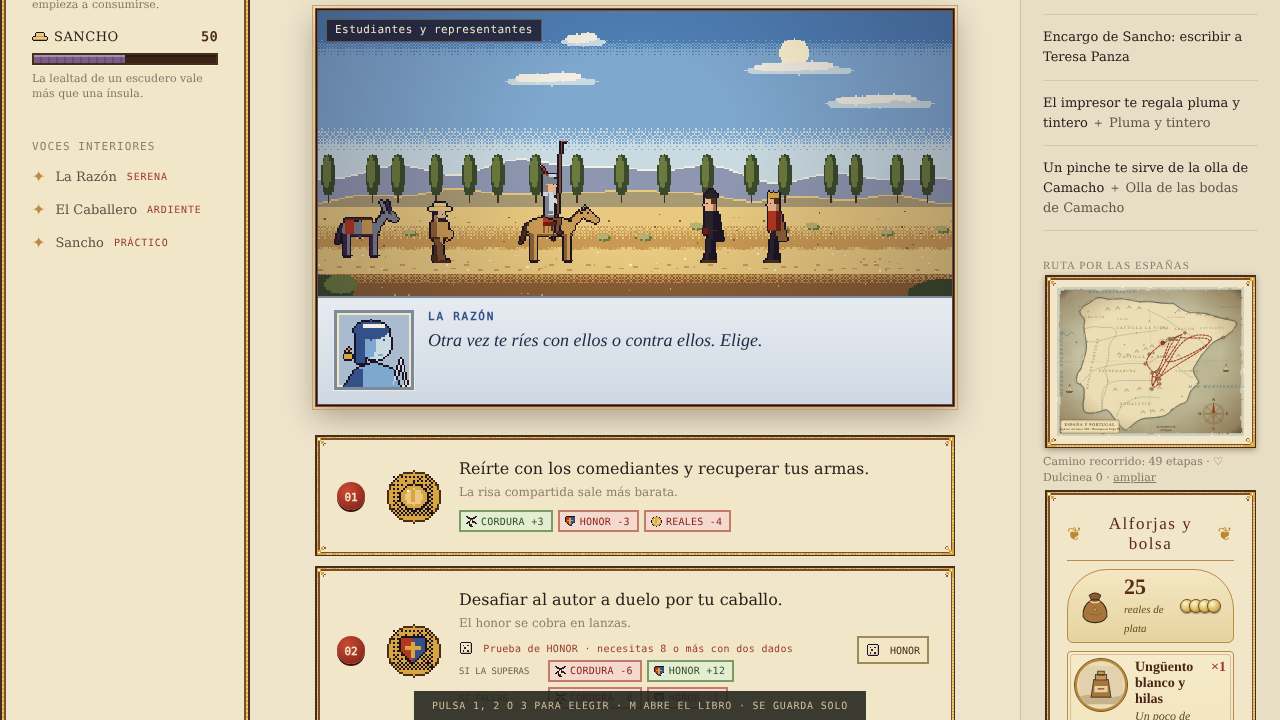 empieza a consumirse.
SANCHO 50
La lealtad de un escudero vale
más que una ínsula.
VOCES INTERIORES
La Razón SERENA
El Caballero ARDIENTE
Sancho PRÁCTICO
Estudiantes y representantes
LA RAZÓN
Otra vez te ríes con ellos o contra ellos. Elige.
01
Reírte con los comediantes y recuperar tus armas.
La risa compartida sale más barata.
CORDURA +3 HONOR -3 REALES -4
02
Desafiar al autor a duelo por tu caballo.
El honor se cobra en lanzas.
Prueba de HONOR · necesitas 8 o más con dos dados
HONOR
SI LA SUPERAS CORDURA -6 HONOR +12
PULSA 1, 2 O 3 PARA ELEGIR · M ABRE EL LIBRO · SE GUARDA SOLO
Encargo de Sancho: escribir a
Teresa Panza
El impresor te regala pluma y
tintero + Pluma y tintero
Un pinche te sirve de la olla de
Camacho + Olla de las bodas
de Camacho
RUTA POR LAS ESPAÑAS
ESPAÑA Y PORTUGAL
Camino recorrido: 49 etapas · ♡
Dulcinea 0 · ampliar
Alforjas y
bolsa
25
reales de
plata
Ungüento ×1
blanco y
hilas
Un poco de